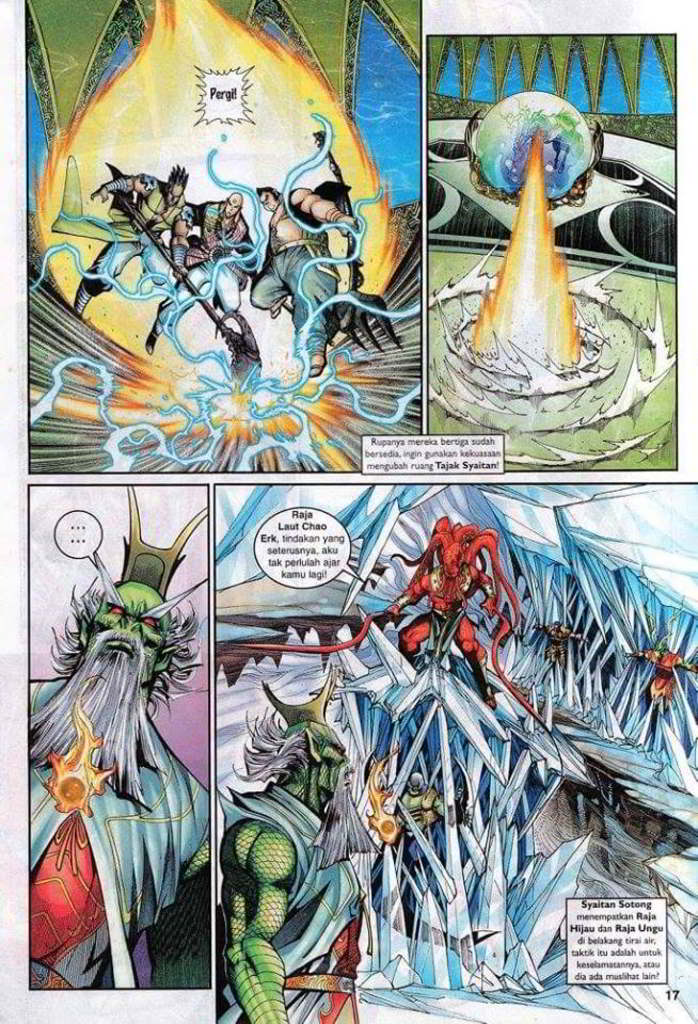 Pergi!
Rupanya mereka bertiga sudah
bersedia, ingin gunakan kekuasaan
mengubah ruang Tajak Syaitan!
...
...
Raja
Laut Chao
Erk, tindakan yang
seterusnya, aku
tak perlulah ajar
kamu lagi!
Syaitan Sotong
menempatkan Raja
Hijau dan Raja Ungu
di belakang tirai air,
taktik itu adalah untuk
keselamatannya, atau
dia ada muslihat lain?
17